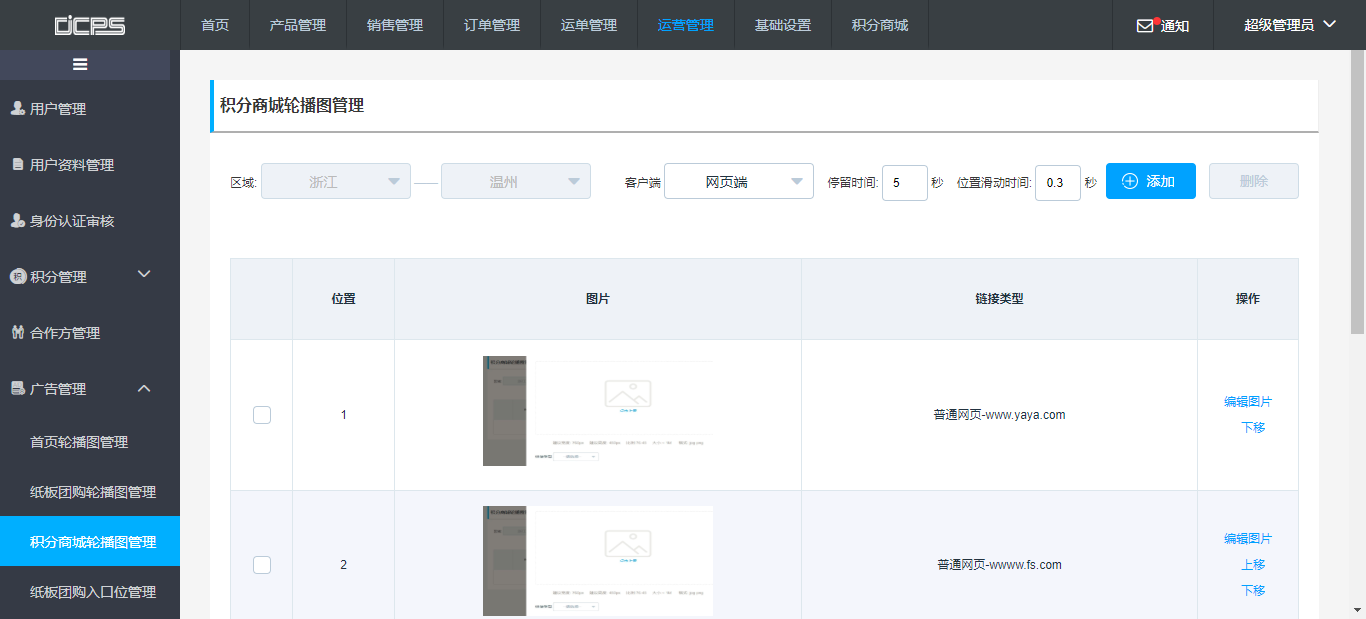 DJCPS 首页 产品管理 销售管理 订单管理 运单管理 运营管理 基础设置 积分商城 通知 超级管理员
用户管理
用户资料管理
身份认证审核
积 积分管理
合作方管理
广告管理
首页轮播图管理
纸板团购轮播图管理
积分商城轮播图管理
纸板团购入口位管理
积分商城轮播图管理
区域: 浙江 温州 客户端 网页端 停留时间: 5 秒 位置滑动时间: 0.3 秒 添加 删除
位置 图片 链接类型 操作
1 普通网页-www.yaya.com 编辑图片
下移
2 普通网页-wwww.fs.com 编辑图片
上移
下移